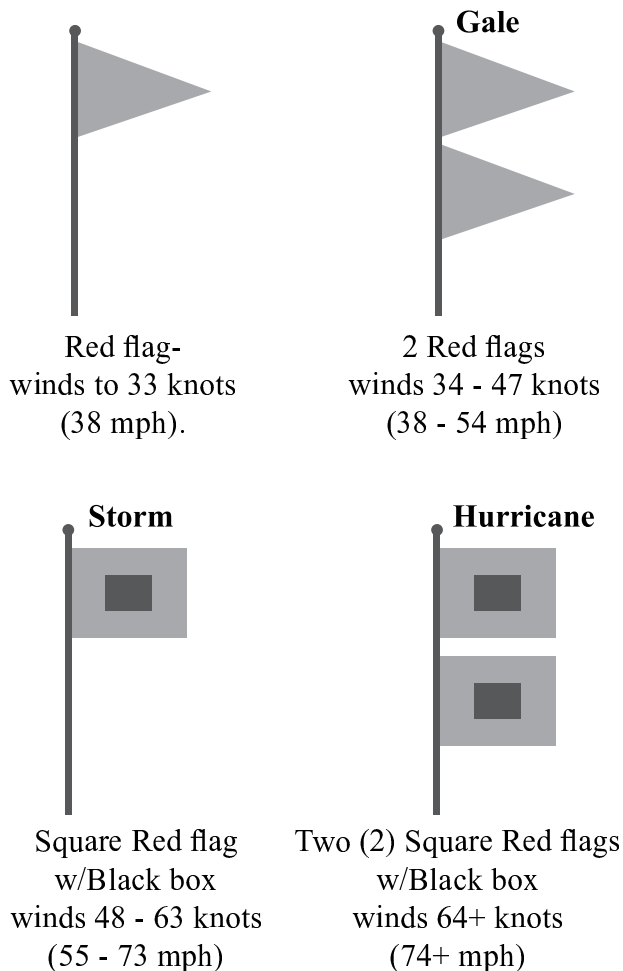 Red flag-
winds to 33 knots
(38 mph).
Gale
2 Red flags
winds 34 - 47 knots
(38 - 54 mph)
Storm
Square Red flag
w/Black box
winds 48 - 63 knots
(55 - 73 mph)
Hurricane
Two (2) Square Red flags
w/Black box
winds 64+ knots
(74+ mph)